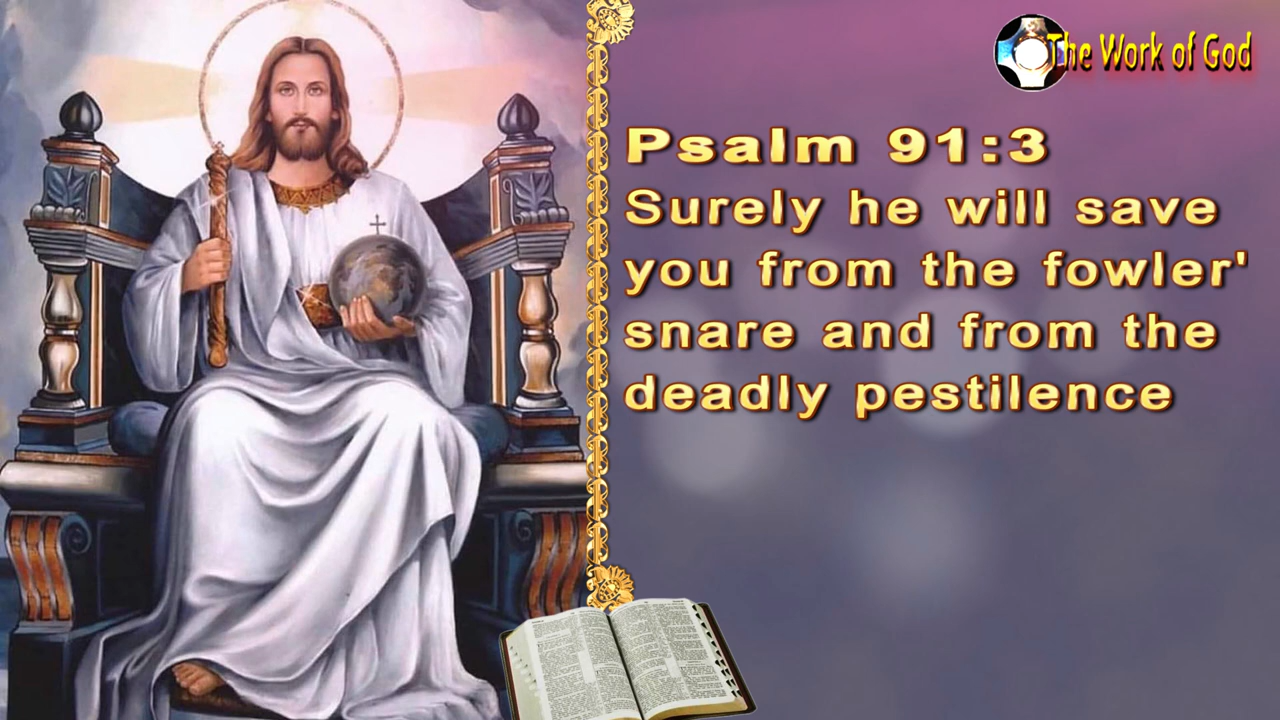 The Work of God
Psalm 91:3
Surely he will save
you from the fowler'
snare and from the
deadly pestilence